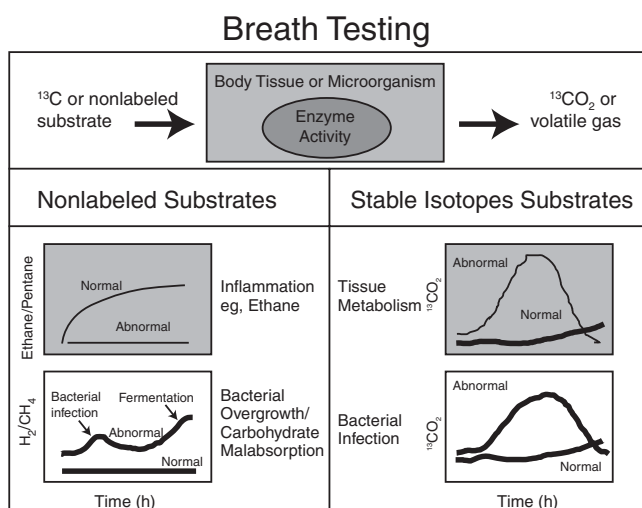 Breath Testing
¹³C or nonlabeled
substrate
Body Tissue or Microorganism
Enzyme
Activity
¹³CO₂ or
volatile gas
Nonlabeled Substrates
Ethane/Pentane
Normal
Abnormal
Inflammation
eg, Ethane
H₂/CH₄
Bacterial
infection
Fermentation
Abnormal
Normal
Bacterial
Overgrowth/
Carbohydrate
Malabsorption
Time (h)
Stable Isotopes Substrates
Tissue
Metabolism
¹³CO₂
Abnormal
Normal
Bacterial
Infection
¹³CO₂
Abnormal
Normal
Time (h)